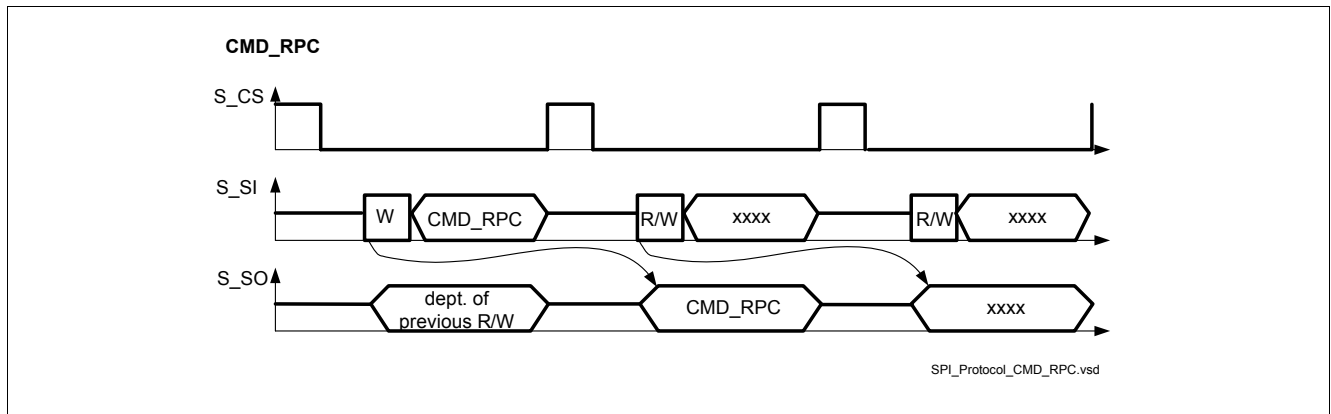 CMD_RPC
S_CS
S_SI
W
CMD_RPC
R/W
xxxx
R/W
xxxx
S_SO
dept. of
previous R/W
CMD_RPC
xxxx
SPI_Protocol_CMD_RPC.vsd